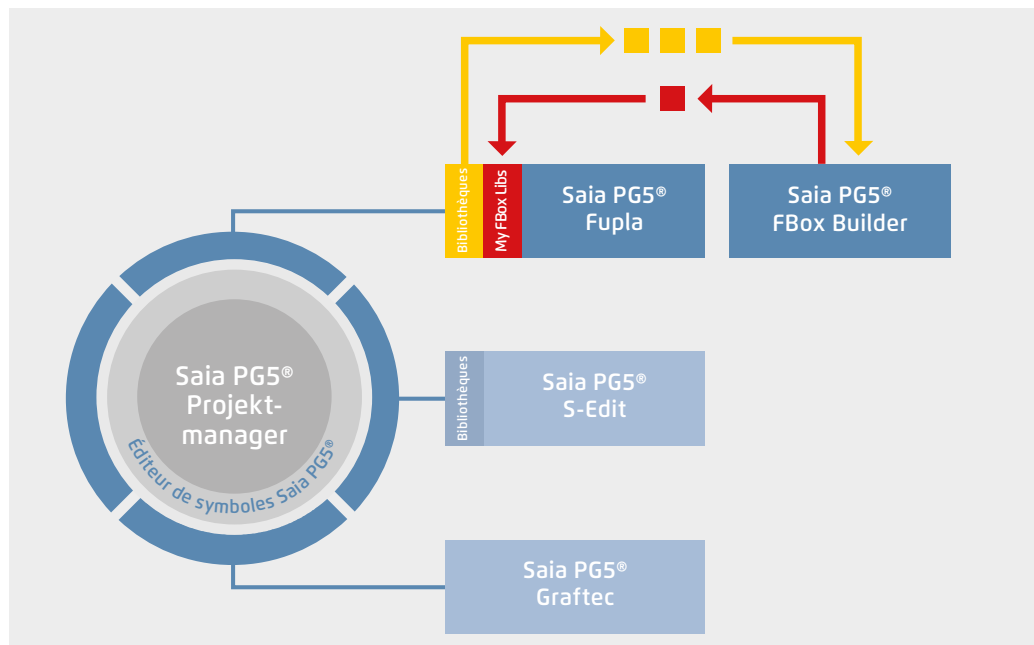 Bibliothèques
My FBox Libs
Saia PG5®
Fupla
Saia PG5®
FBox Builder
Saia PG5®
Projekt-
manager
Éditeur de symboles Saia PG5®
Bibliothèques
Saia PG5®
S-Edit
Saia PG5®
Graftec